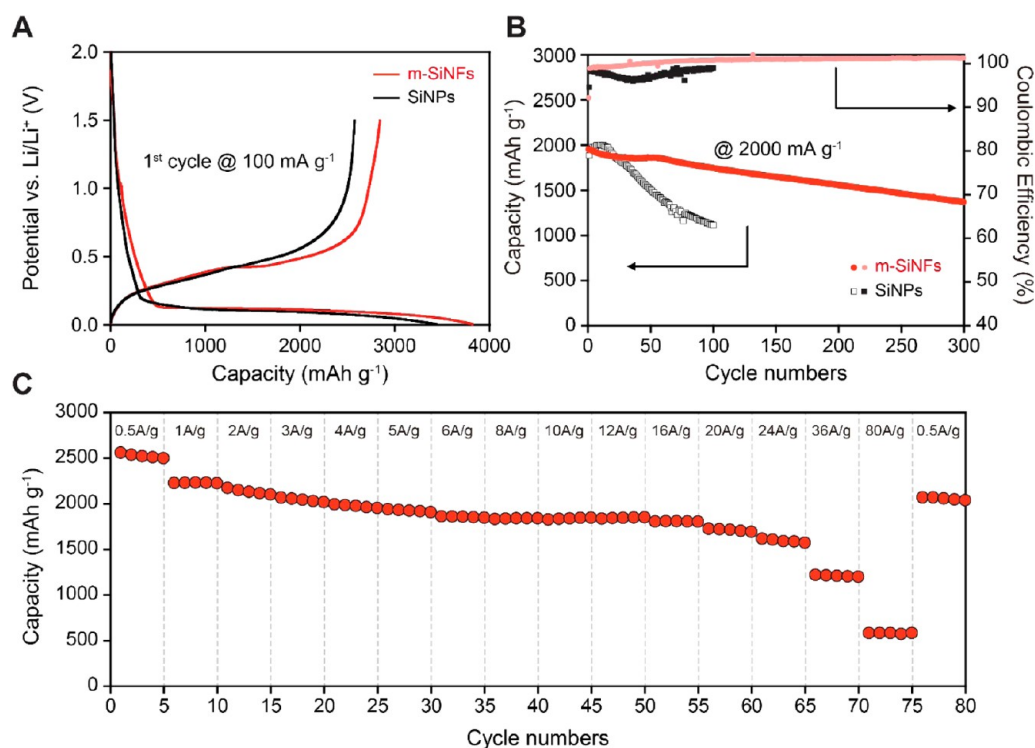 A
2.0
1.5
1.0
0.5
0.0
Potential vs. Li/Li⁺ (V)
m-SiNFs
SiNPs
1ˢᵗ cycle @ 100 mA g⁻¹
0 1000 2000 3000 4000
Capacity (mAh g⁻¹)
B
3000
2500
2000
1500
1000
500
0
Capacity (mAh g⁻¹)
@ 2000 mA g⁻¹
m-SiNFs
SiNPs
100
90
80
70
60
50
40
Coulombic Efficiency (%)
0 50 100 150 200 250 300
Cycle numbers
C
3000
2500
2000
1500
1000
500
0
Capacity (mAh g⁻¹)
0.5A/g 1A/g 2A/g 3A/g 4A/g 5A/g 6A/g 8A/g 10A/g 12A/g 16A/g 20A/g 24A/g 36A/g 80A/g 0.5A/g
0 5 10 15 20 25 30 35 40 45 50 55 60 65 70 75 80
Cycle numbers